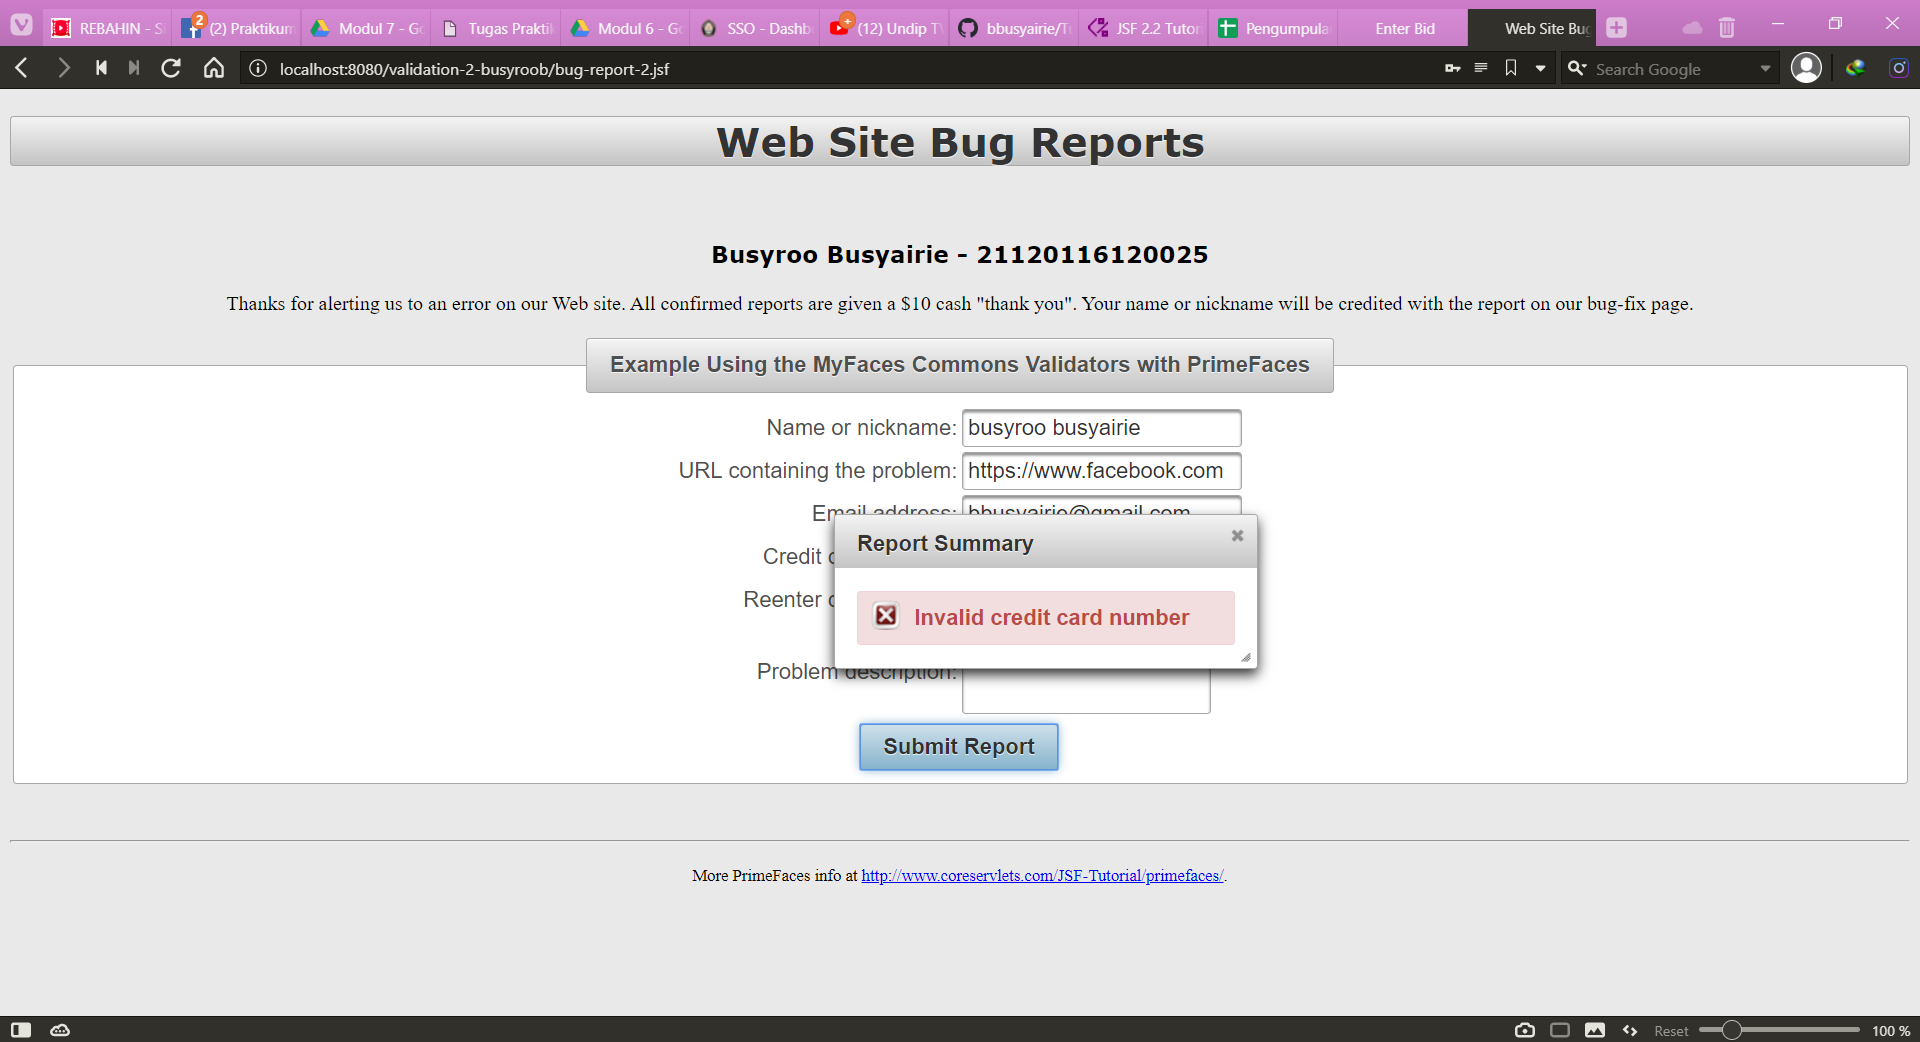 REBAHIN - S
2
(2) Praktikum
Modul 7 - Go
Tugas Praktik
Modul 6 - Go
SSO - Dashb
(12) Undip T
bbusyairie/T
JSF 2.2 Tutor
Pengumpula
Enter Bid
Web Site Bug
localhost:8080/validation-2-busyroob/bug-report-2.jsf
Search Google
Web Site Bug Reports
Busyroo Busyairie - 21120116120025
Thanks for alerting us to an error on our Web site. All confirmed reports are given a $10 cash "thank you". Your name or nickname will be credited with the report on our bug-fix page.
Example Using the MyFaces Commons Validators with PrimeFaces
Name or nickname: busyroo busyairie
URL containing the problem: https://www.facebook.com
Email address: bbusyairie@gmail.com
Credit c
Reenter c
Report Summary
Invalid credit card number
Problem description:
Submit Report
More PrimeFaces info at http://www.coreservlets.com/JSF-Tutorial/primefaces/.
Reset
100 %